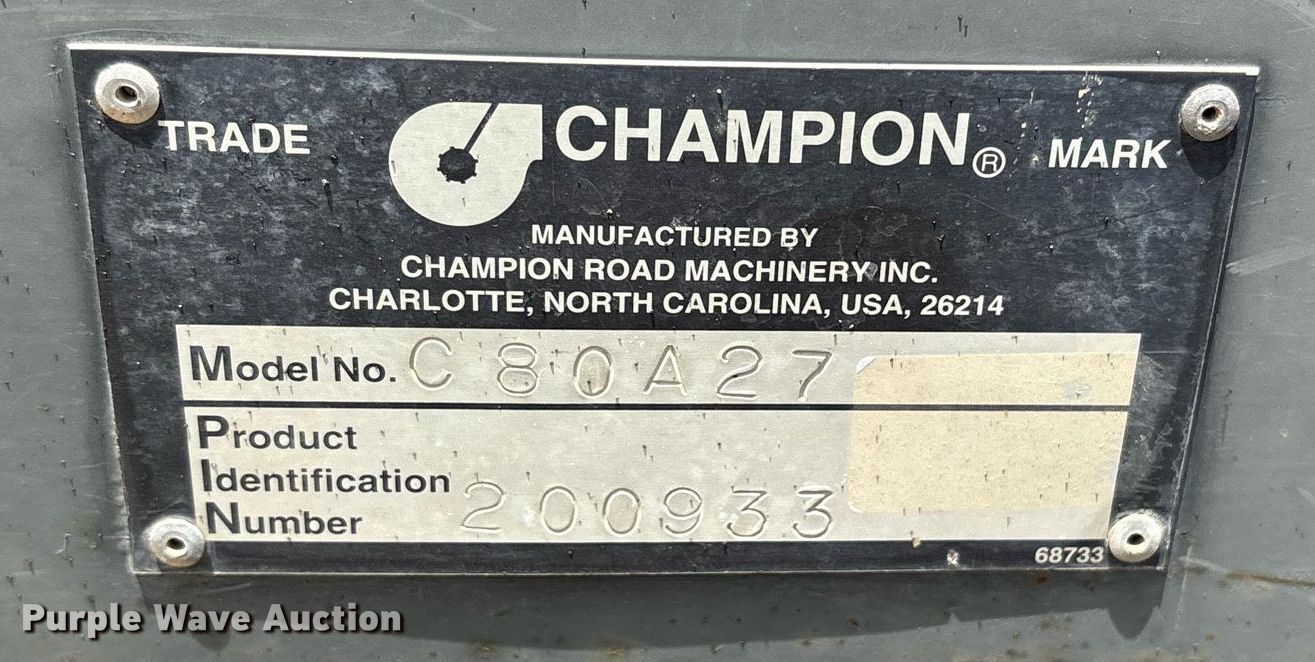 TRADE CHAMPION® MARK
MANUFACTURED BY
CHAMPION ROAD MACHINERY INC.
CHARLOTTE, NORTH CAROLINA, USA, 26214
Model No. C80A27
Product
Identification
Number 200933
68733
Purple Wave Auction